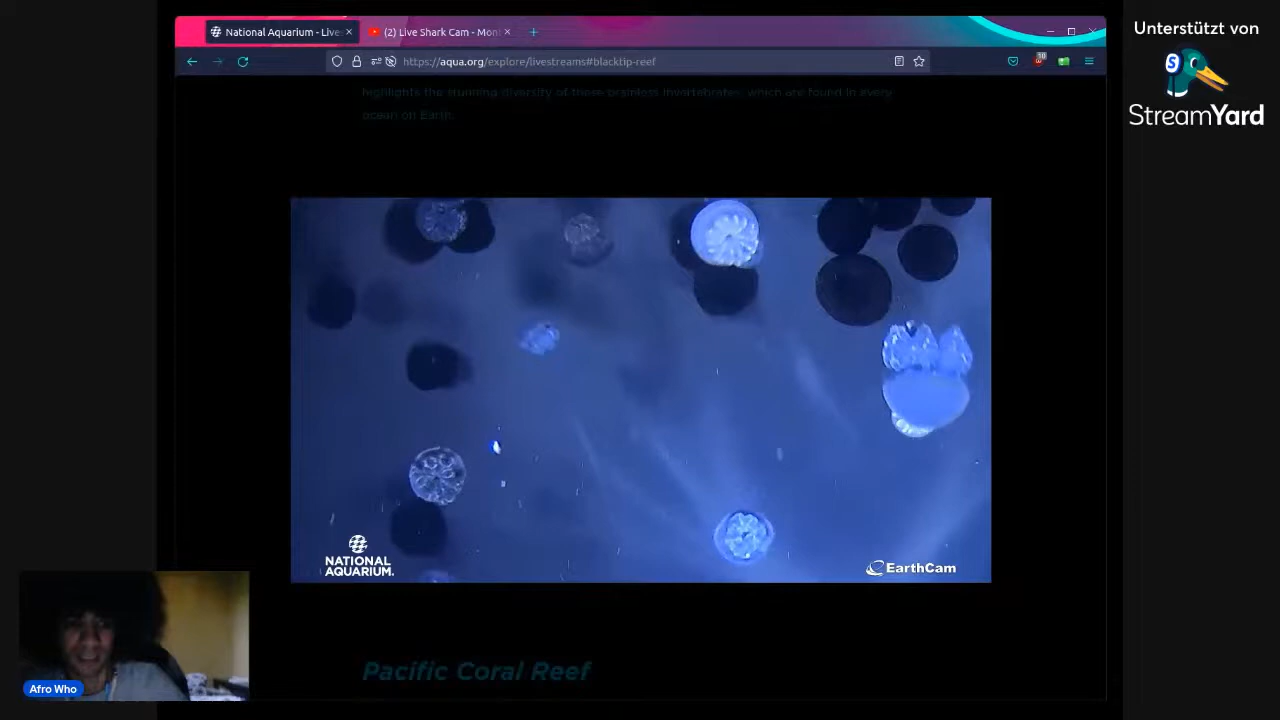 National Aquarium - Live
(2) Live Shark Cam - Mon
Unterstützt von
StreamYard
https://aqua.org/explore/livestreams#blacktip-reef
highlights the stunning diversity of these brainless invertebrates, which are found in every
ocean on Earth.
NATIONAL
AQUARIUM.
EarthCam
Pacific Coral Reef
Afro Who